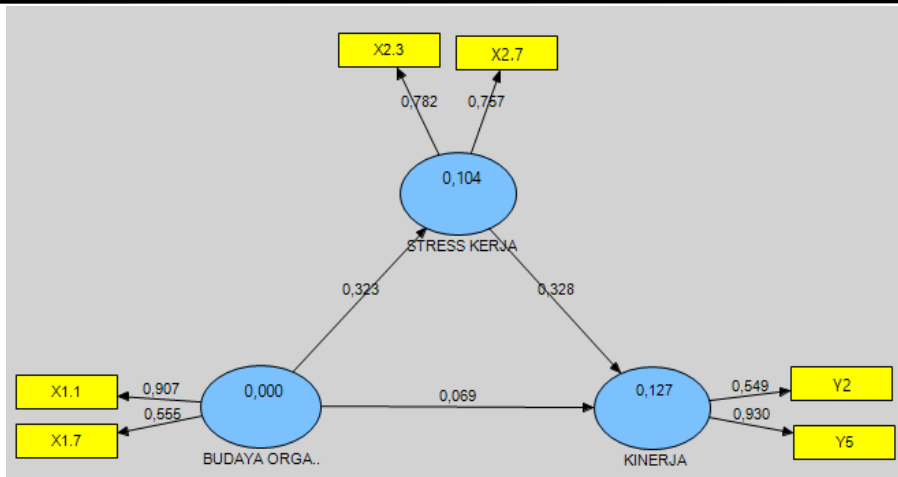 X2.3
X2.7
0,782
0,757
0,104
STRESS KERJA
0,323
0,328
X1.1
0,907
0,000
0,069
0,127
0,549
Y2
X1.7
0,555
0,930
Y5
BUDAYA ORGA..
KINERJA